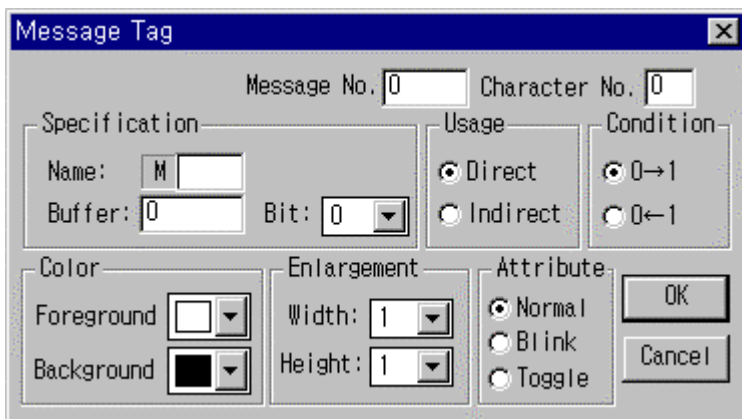 Message Tag
Message No. 0 Character No. 0
Specification Usage Condition
Name: M Direct 0→1
Buffer: 0 Bit: 0 Indirect 0←1
Color Enlargement Attribute
Foreground Width: 1 Normal OK
Background Height: 1 Blink Cancel
Toggle